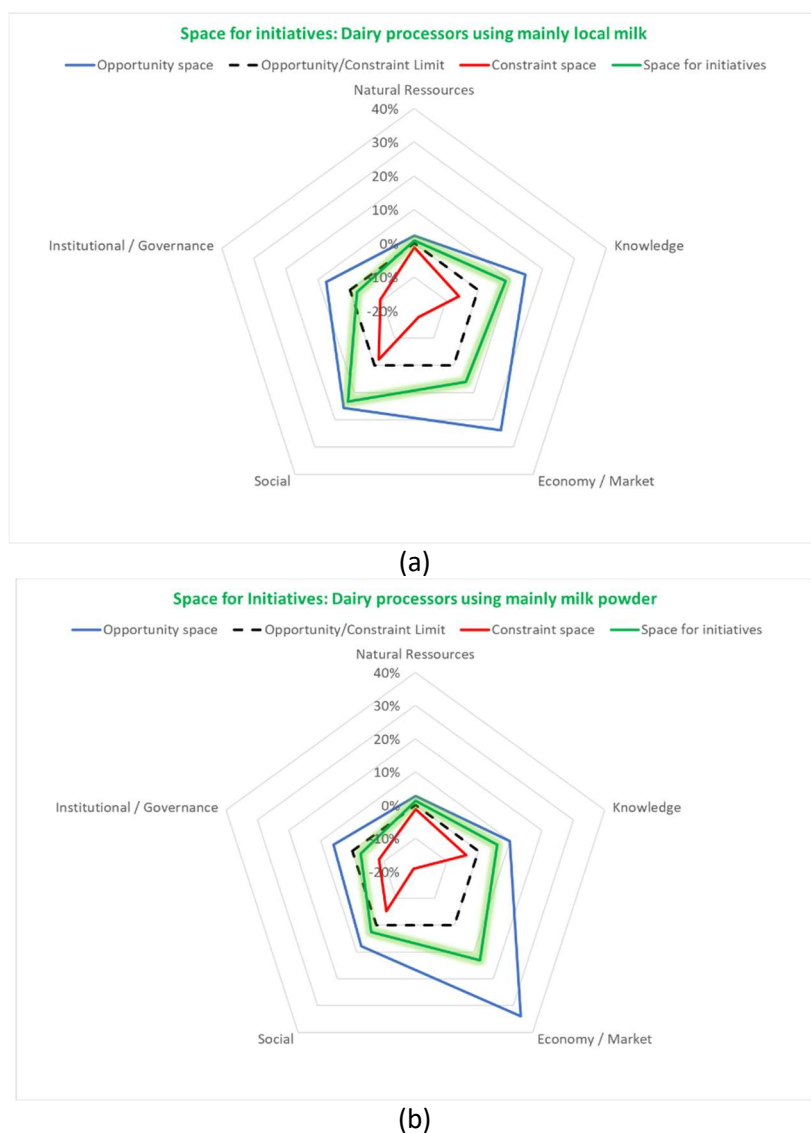 Space for initiatives: Dairy processors using mainly local milk
Opportunity space Opportunity/Constraint Limit Constraint space Space for initiatives
Natural Ressources
40%
30%
20%
10%
0%
-10%
-20%
Institutional / Governance
Knowledge
Social
Economy / Market
(a)
Space for Initiatives: Dairy processors using mainly milk powder
Opportunity space Opportunity/Constraint Limit Constraint space Space for initiatives
Natural Ressources
40%
30%
20%
10%
0%
-10%
-20%
Institutional / Governance
Knowledge
Social
Economy / Market
(b)